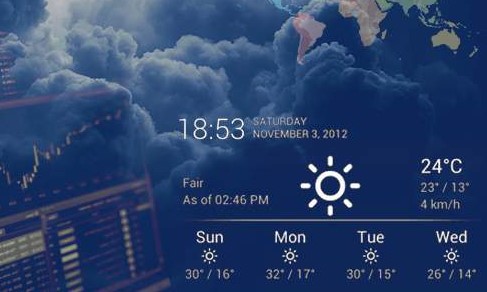 18:53
SATURDAY
NOVEMBER 3, 2012
Fair
As of 02:46 PM
24°C
23° / 13°
4 km/h
Sun Mon Tue Wed
30° / 16° 32° / 17° 30° / 15° 26° / 14°